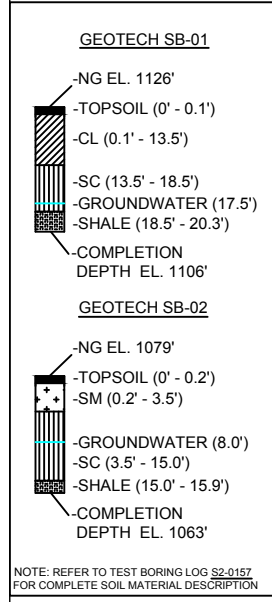 GEOTECH SB-01
-NG EL. 1126'
-TOPSOIL (0' - 0.1')
-CL (0.1' - 13.5')
-SC (13.5' - 18.5')
-GROUNDWATER (17.5')
-SHALE (18.5' - 20.3')
-COMPLETION
DEPTH EL. 1106'
GEOTECH SB-02
-NG EL. 1079'
-TOPSOIL (0' - 0.2')
-SM (0.2' - 3.5')
-GROUNDWATER (8.0')
-SC (3.5' - 15.0')
-SHALE (15.0' - 15.9')
-COMPLETION
DEPTH EL. 1063'
NOTE: REFER TO TEST BORING LOG S2-0157
FOR COMPLETE SOIL MATERIAL DESCRIPTION